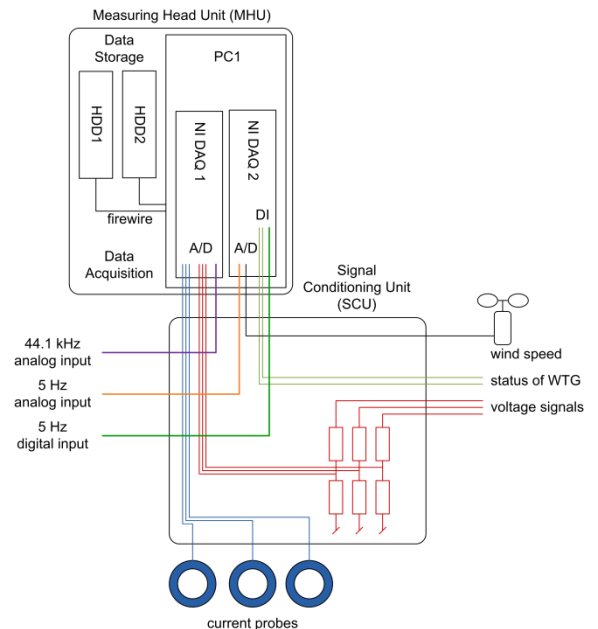 Measuring Head Unit (MHU)
Data
Storage
PC1
HDD1
HDD2
NI DAQ 1
NI DAQ 2
DI
firewire
A/D
A/D
Data
Acquisition
Signal
Conditioning Unit
(SCU)
44.1 kHz
analog input
wind speed
5 Hz
analog input
status of WTG
voltage signals
5 Hz
digital input
current probes